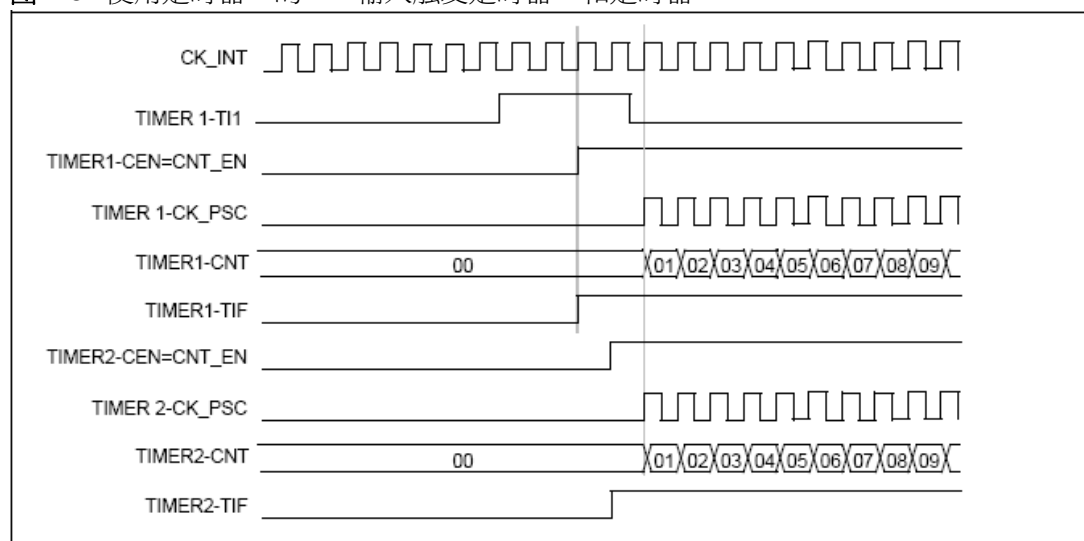 CK_INT
TIMER 1-TI1
TIMER1-CEN=CNT_EN
TIMER 1-CK_PSC
TIMER1-CNT 00 01 02 03 04 05 06 07 08 09
TIMER1-TIF
TIMER2-CEN=CNT_EN
TIMER 2-CK_PSC
TIMER2-CNT 00 01 02 03 04 05 06 07 08 09
TIMER2-TIF